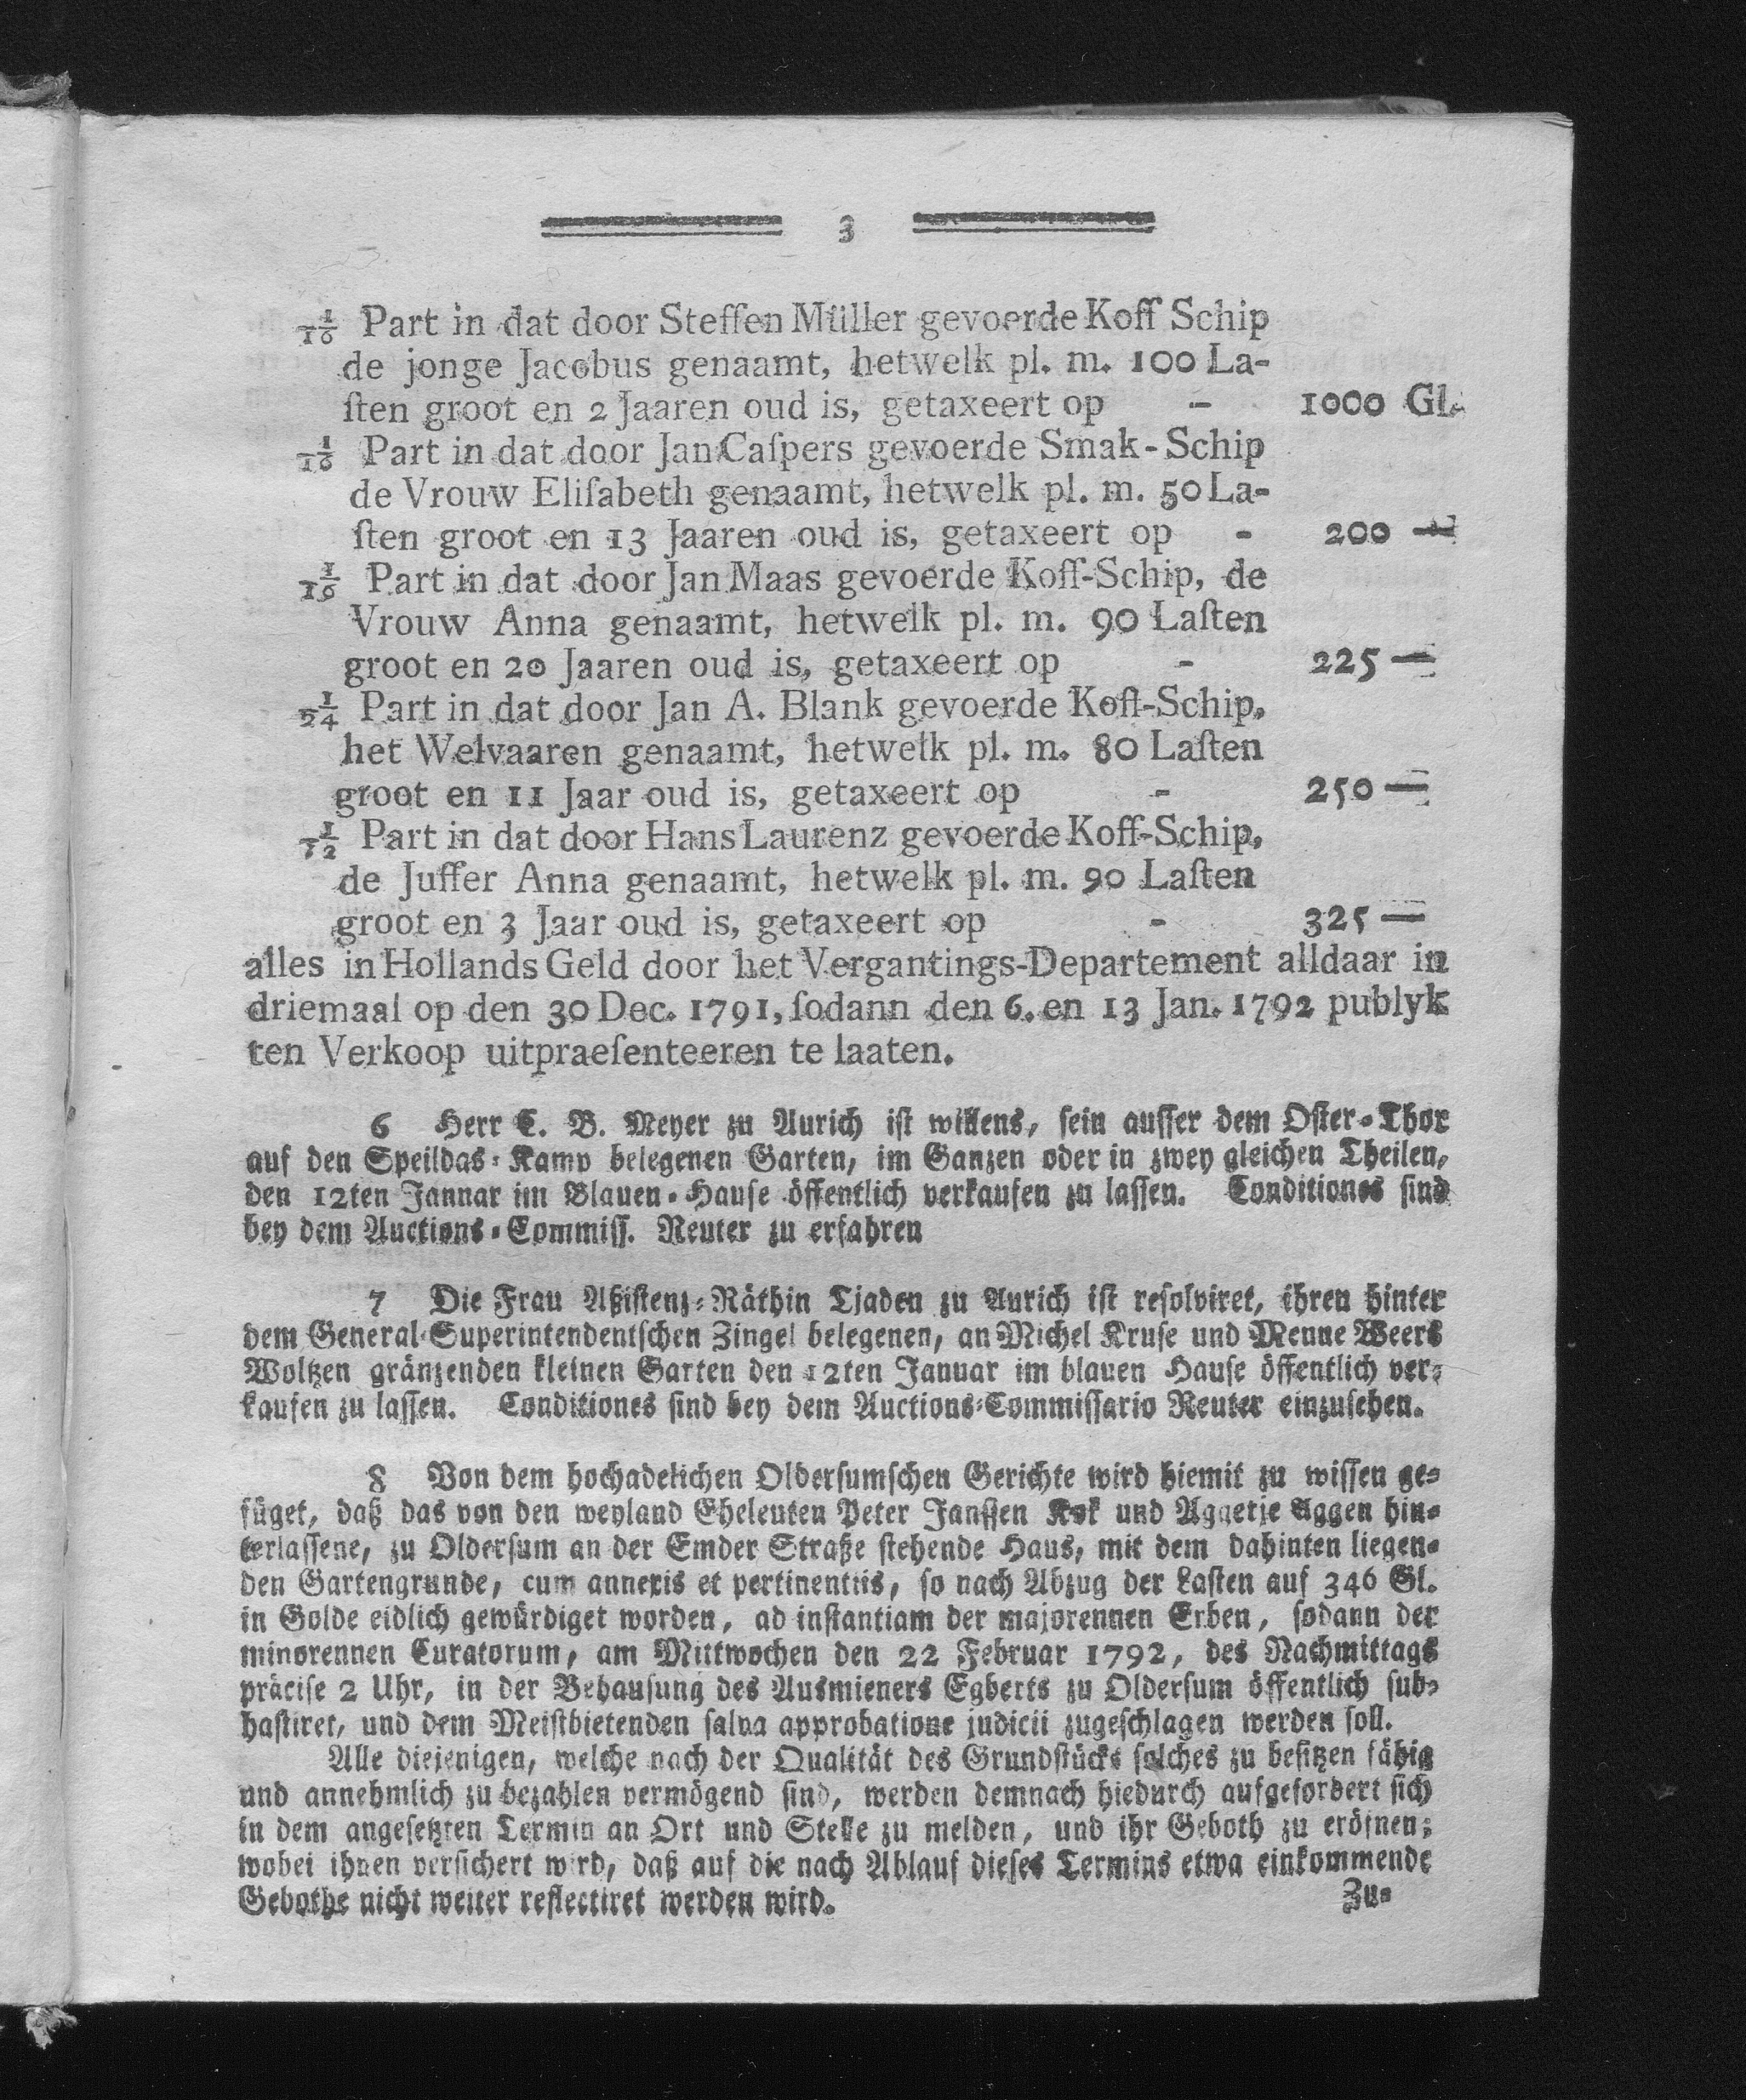 3
1/16 Part in dat door Steffen Müller gevoerde Koff Schip
de jonge Jacobus genaamt, hetwelk pl. m. 100 La-
ſten groot en 2 Jaaren oud is, getaxeert op - 1000 Gl.
1/16 Part in dat door Jan Caſpers gevoerde Smak-Schip
de Vrouw Eliſabeth genaamt, hetwelk pl. m. 50 La-
ſten groot en 13 Jaaren oud is, getaxeert op - 200 —
1/16 Part in dat door Jan Maas gevoerde Koff-Schip, de
Vrouw Anna genaamt, hetwelk pl. m. 90 Laſten
groot en 20 Jaaren oud is, getaxeert op - 225 —
1/24 Part in dat door Jan A. Blank gevoerde Koff-Schip,
het Welvaaren genaamt, hetwelk pl. m. 80 Laſten
groot en 11 Jaar oud is, getaxeert op - 250 —
Part in dat door Hans Laurenz gevoerde Koff-Schip,
de Juffer Anna genaamt, hetwelk pl. m. 90 Laſten
groot en 3 Jaar oud is, getaxeert op - 325 —
alles in Hollands Geld door het Vergantings-Departement alldaar in
driemaal op den 30 Dec. 1791, ſodann den 6. en 13 Jan. 1792 publyk
ten Verkoop uitpraeſenteeren te laaten.
6 Herr C. B. Meyer zu Aurich iſt willens, ſein auſſer dem Oſter-Thor
auf den Speildas-Kamp belegenen Garten, im Ganzen oder in zwey gleichen Theilen,
den 12ten Jannar im Blauen-Hauſe öffentlich verkaufen zu laſſen. Conditiones ſind
bey dem Auctions-Commiſſ. Reuter zu erfahren
7 Die Frau Aßiſtenz-Räthin Tjaden zu Aurich iſt reſolviret, ihren hinter
dem General-Superintendentſchen Zingel belegenen, an Michel Kruſe und Menne Weers
Woltzen gränzenden kleinen Garten den 12ten Januar im blauen Hauſe öffentlich ver-
kaufen zu laſſen. Conditiones ſind bey dem Auctions-Commiſſario Reuter einzuſehen.
8 Von dem hochadelichen Olderſumſchen Gerichte wird hiemit zu wiſſen ge-
füget, daß das von den weyland Eheleuten Peter Janſſen Kok und Aggetje Aggen hin-
terlaſſene, zu Olderſum an der Emder Straße ſtehende Haus, mit dem dahinten liegen-
den Gartengrunde, cum annexis et pertinentiis, ſo nach Abzug der Laſten auf 346 Gl.
in Golde eidlich gewürdiget worden, ad inſtantiam der majorennen Erben, ſodann der
minorennen Curatorum, am Mittwochen den 22 Februar 1792, des Nachmittags
präciſe 2 Uhr, in der Behauſung des Ausmieners Egberts zu Olderſum öffentlich ſub-
haſtiret, und dem Meiſtbietenden ſalva approbatione judicii zugeſchlagen werden ſoll.
Alle diejenigen, welche nach der Qualität des Grundſtücks ſolches zu beſitzen fähig
und annehmlich zu bezahlen vermögend ſind, werden demnach hiedurch aufgefordert ſich
in dem angeſetzten Termin an Ort und Stelle zu melden, und ihr Geboth zu eröfnen;
wobei ihnen verſichert wird, daß auf die nach Ablauf dieſes Termins etwa einkommende
Gebothe nicht weiter reflectiret werden wird.
Zu-